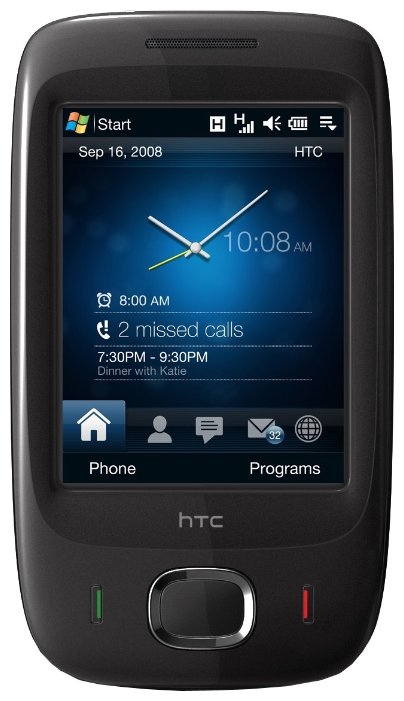 Start H H
Sep 16, 2008 HTC
10:08 AM
8:00 AM
2 missed calls
7:30PM - 9:30PM
Dinner with Katie
32
Phone Programs
hTC